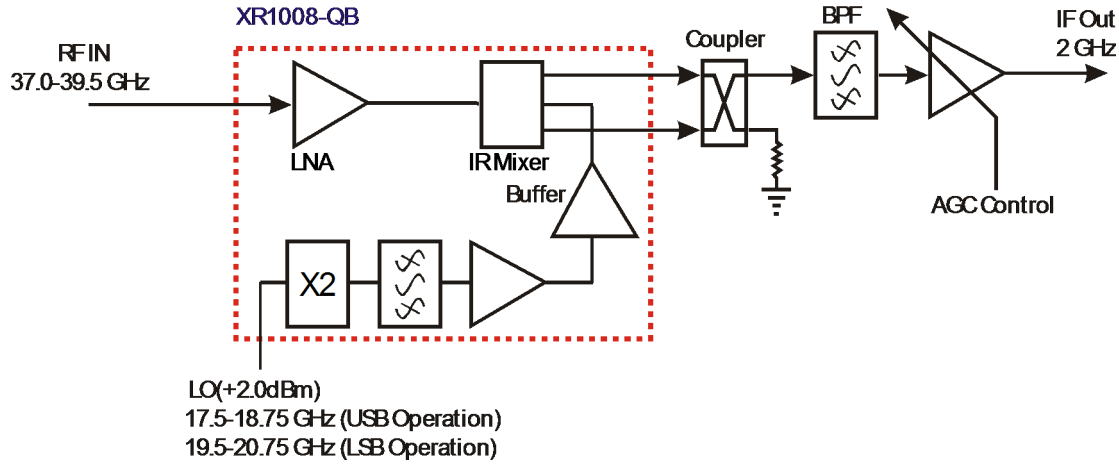 XR1008-QB
RF IN
37.0-39.5 GHz
LNA
IR Mixer
Buffer
X2
Coupler
BPF
IF Out
2 GHz
AGC Control
LO(+2.0dBm)
17.5-18.75 GHz (USB Operation)
19.5-20.75 GHz (LSB Operation)